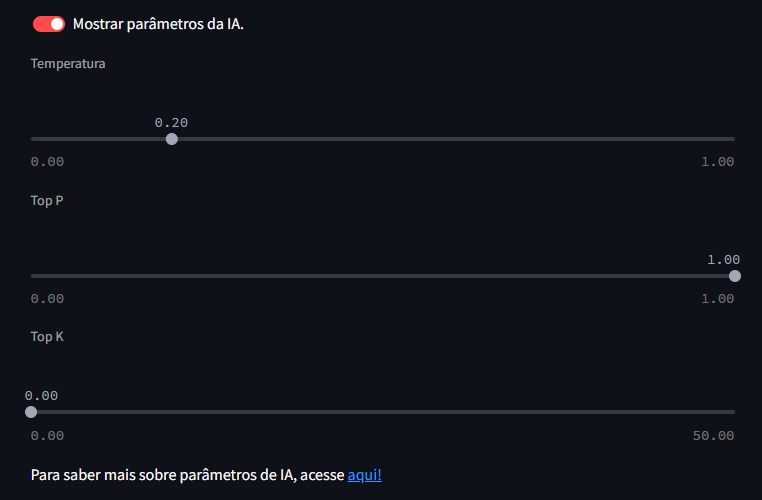 Mostrar parâmetros da IA.
Temperatura
0.20
0.00 1.00
Top P
1.00
0.00 1.00
Top K
0.00
0.00 50.00
Para saber mais sobre parâmetros de IA, acesse aqui!